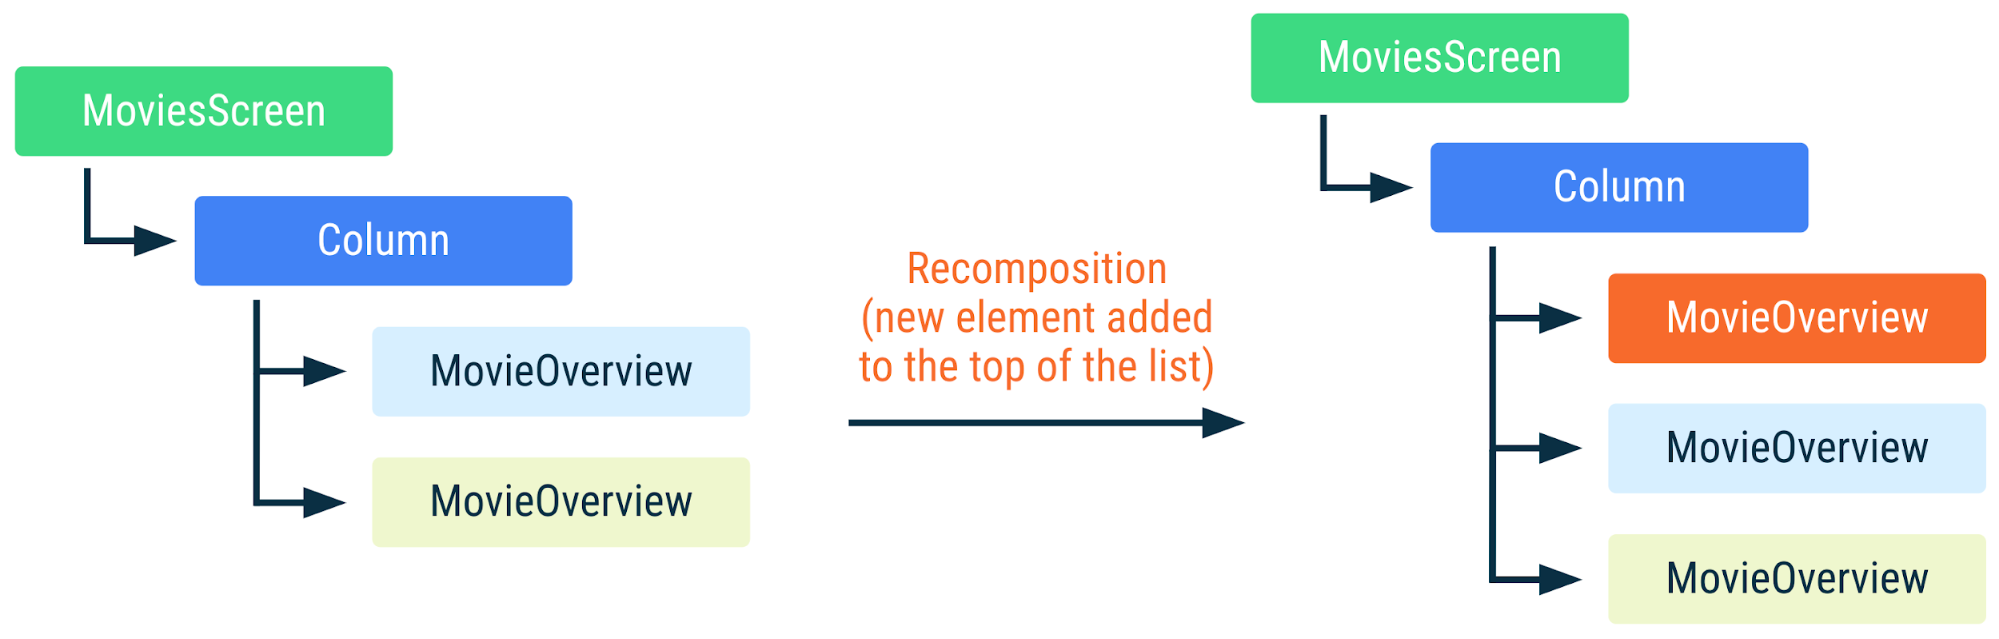 MoviesScreen
Column
MovieOverview
MovieOverview
Recomposition
(new element added
to the top of the list)
MoviesScreen
Column
MovieOverview
MovieOverview
MovieOverview